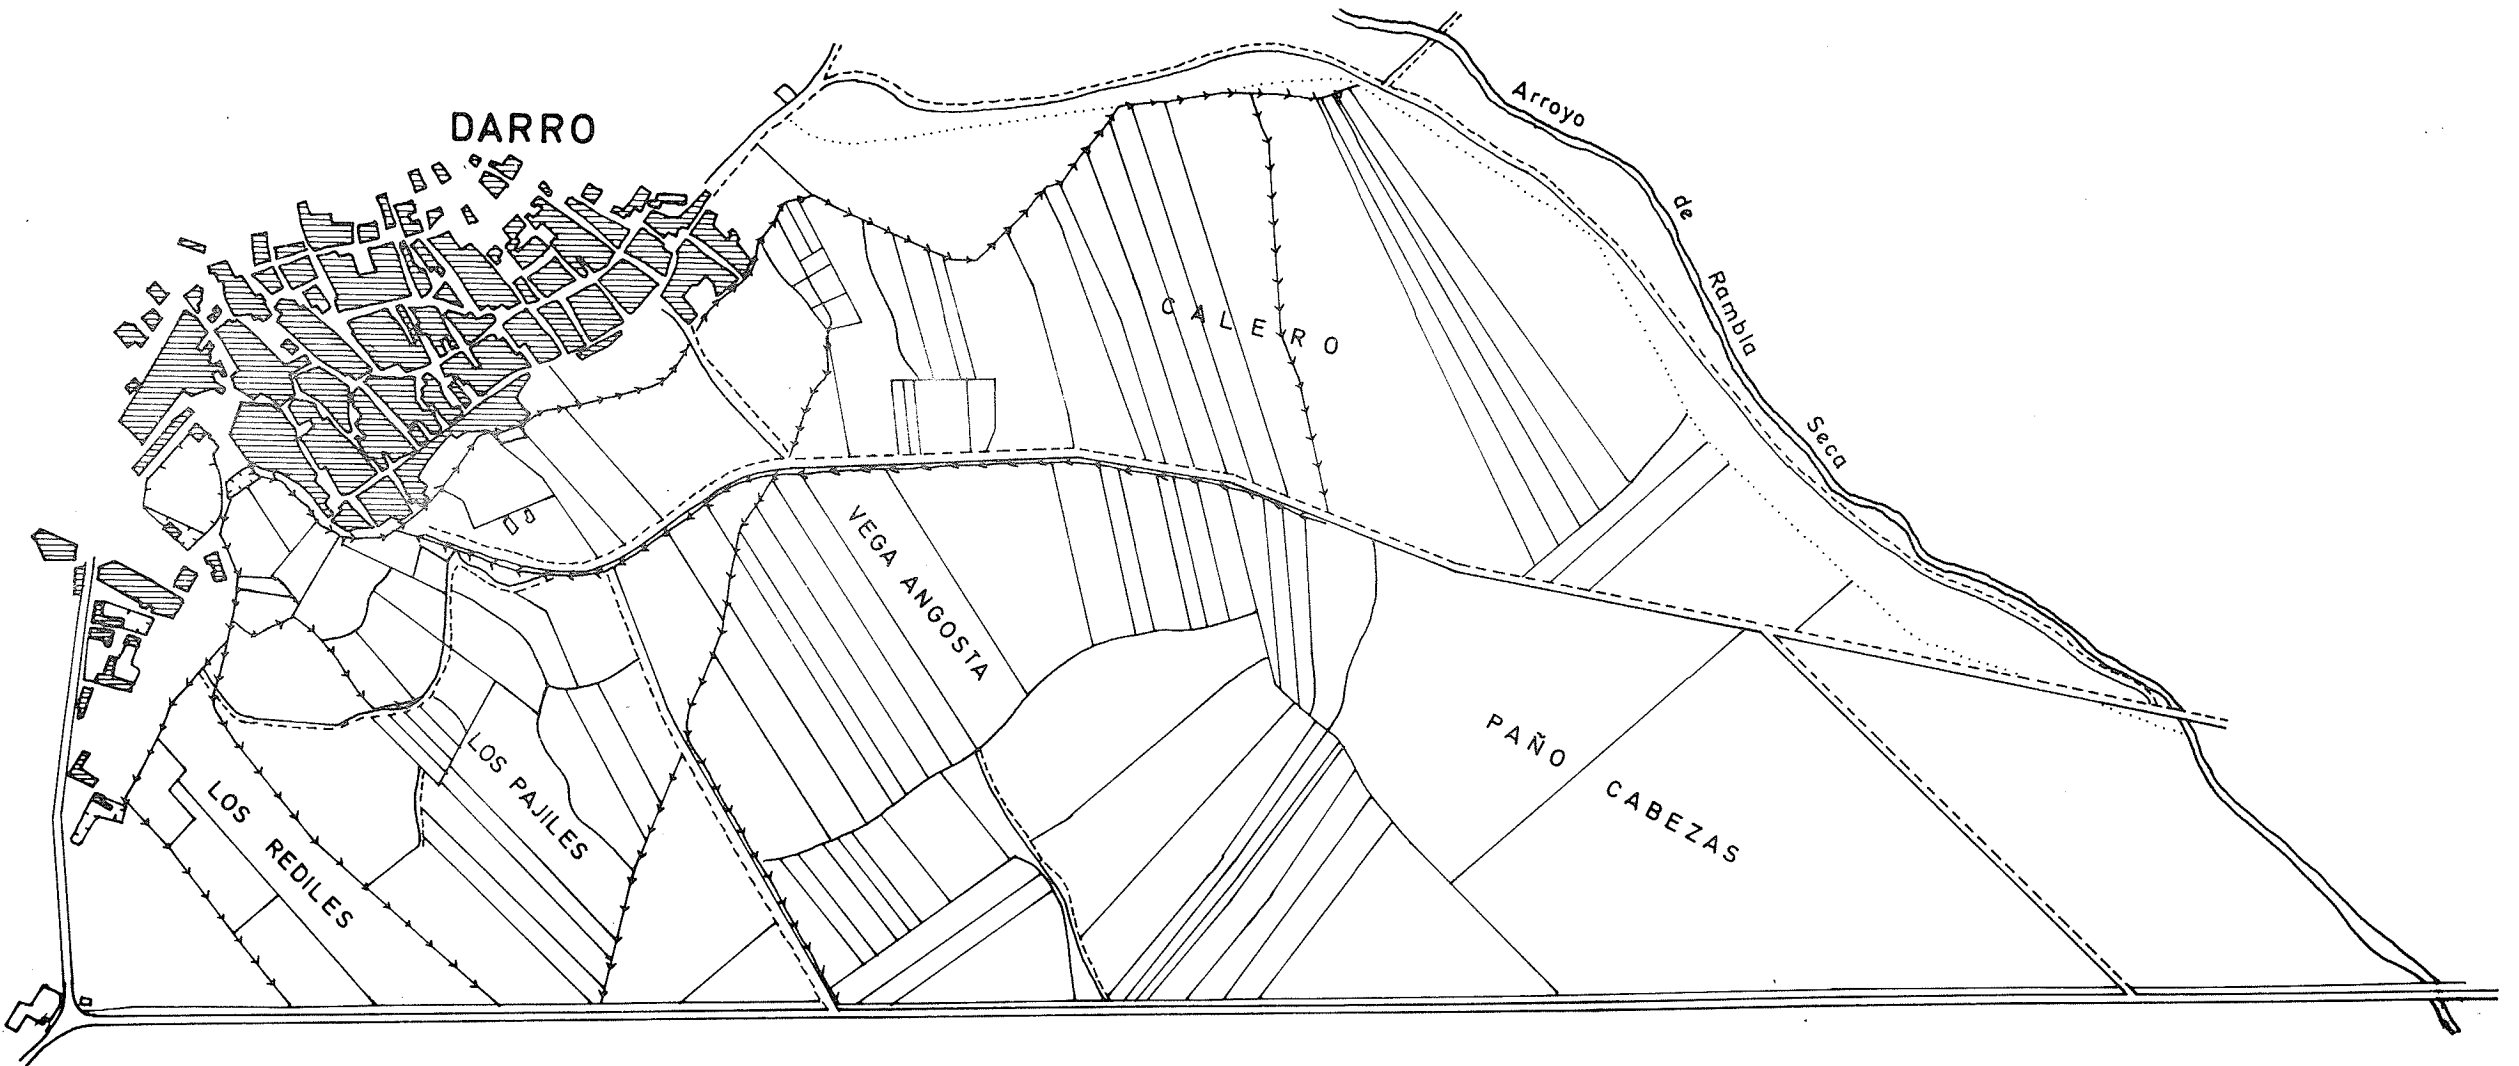 DARRO
Arroyo de Rambla Seca
CALERO
VEGA ANGOSTA
PAÑO CABEZAS
LOS PAJILES
LOS REDILES